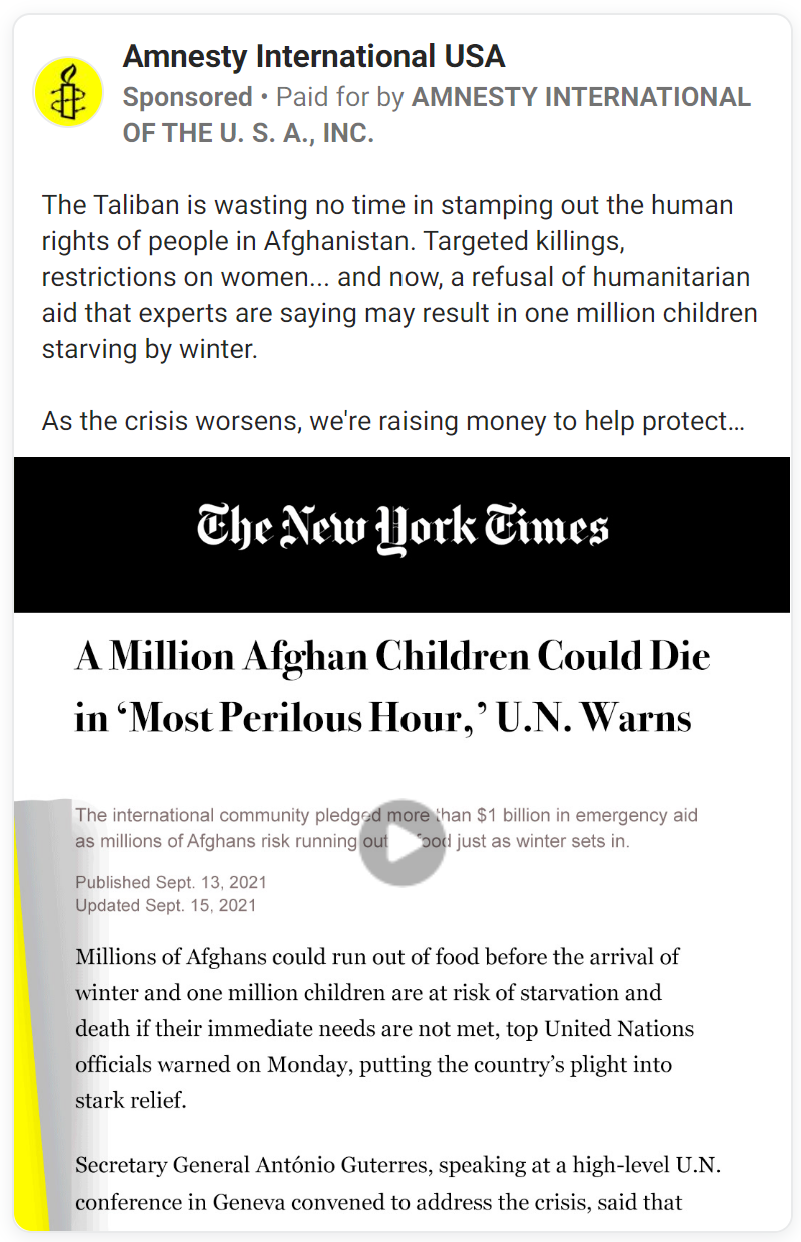 Amnesty International USA
Sponsored • Paid for by AMNESTY INTERNATIONAL
OF THE U. S. A., INC.
The Taliban is wasting no time in stamping out the human
rights of people in Afghanistan. Targeted killings,
restrictions on women... and now, a refusal of humanitarian
aid that experts are saying may result in one million children
starving by winter.
As the crisis worsens, we're raising money to help protect...
The New York Times
A Million Afghan Children Could Die
in ‘Most Perilous Hour,’ U.N. Warns
The international community pledged more than $1 billion in emergency aid
as millions of Afghans risk running out food just as winter sets in.
Published Sept. 13, 2021
Updated Sept. 15, 2021
Millions of Afghans could run out of food before the arrival of
winter and one million children are at risk of starvation and
death if their immediate needs are not met, top United Nations
officials warned on Monday, putting the country’s plight into
stark relief.
Secretary General António Guterres, speaking at a high-level U.N.
conference in Geneva convened to address the crisis, said that